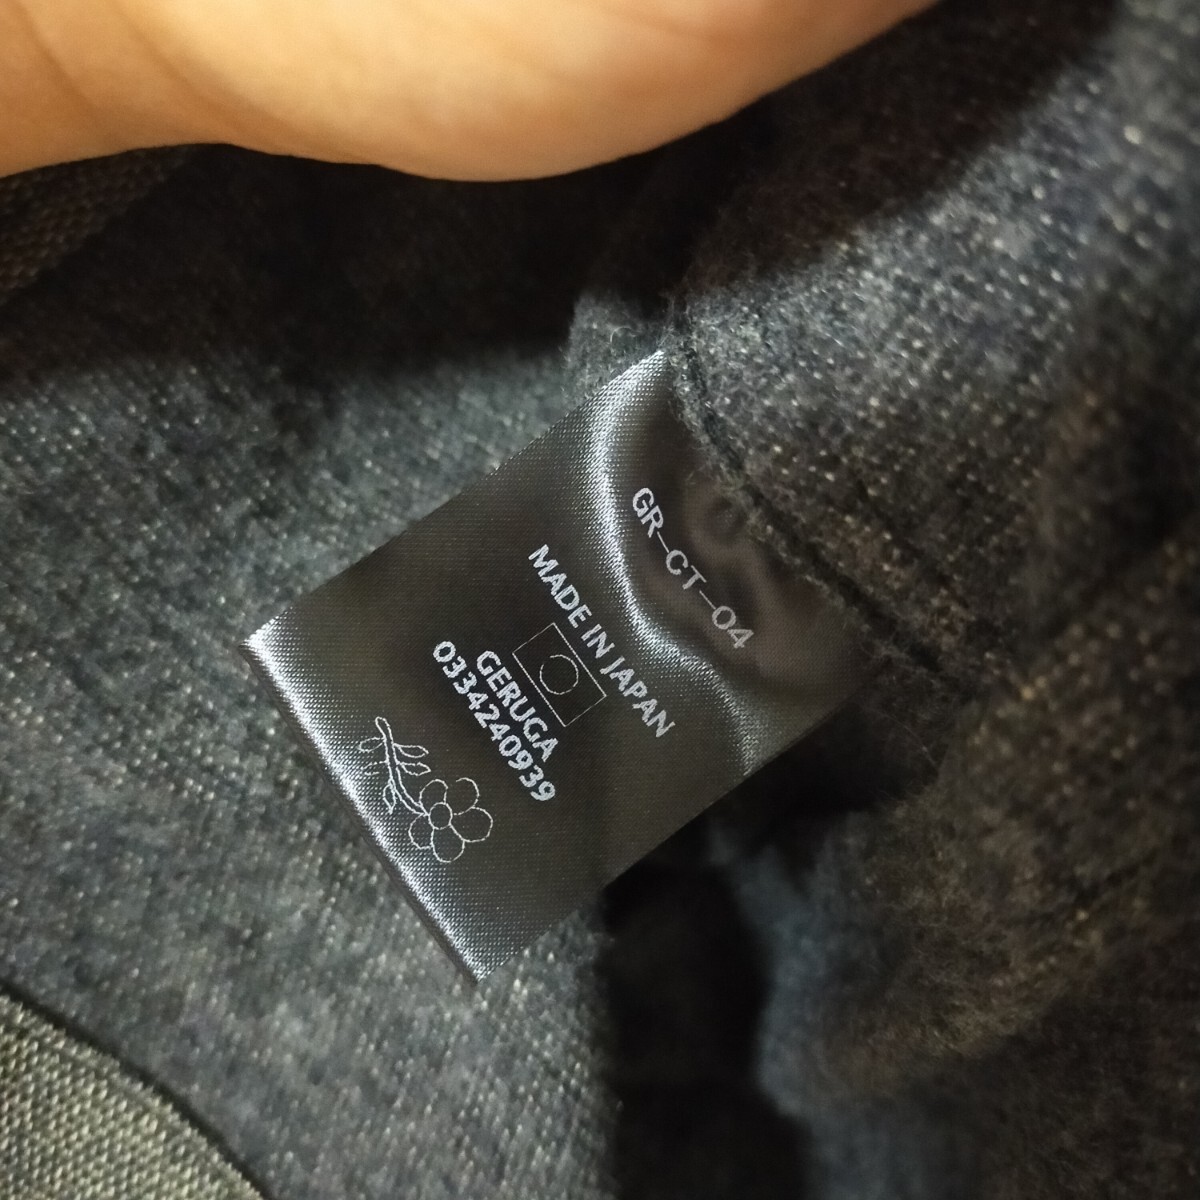 GR-CT-04
MADE IN JAPAN
GERUGA
0334240939